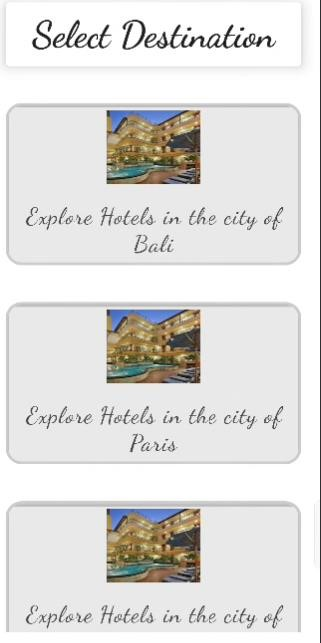 Select Destination
Explore Hotels in the city of
Bali
Explore Hotels in the city of
Paris
Explore Hotels in the city of